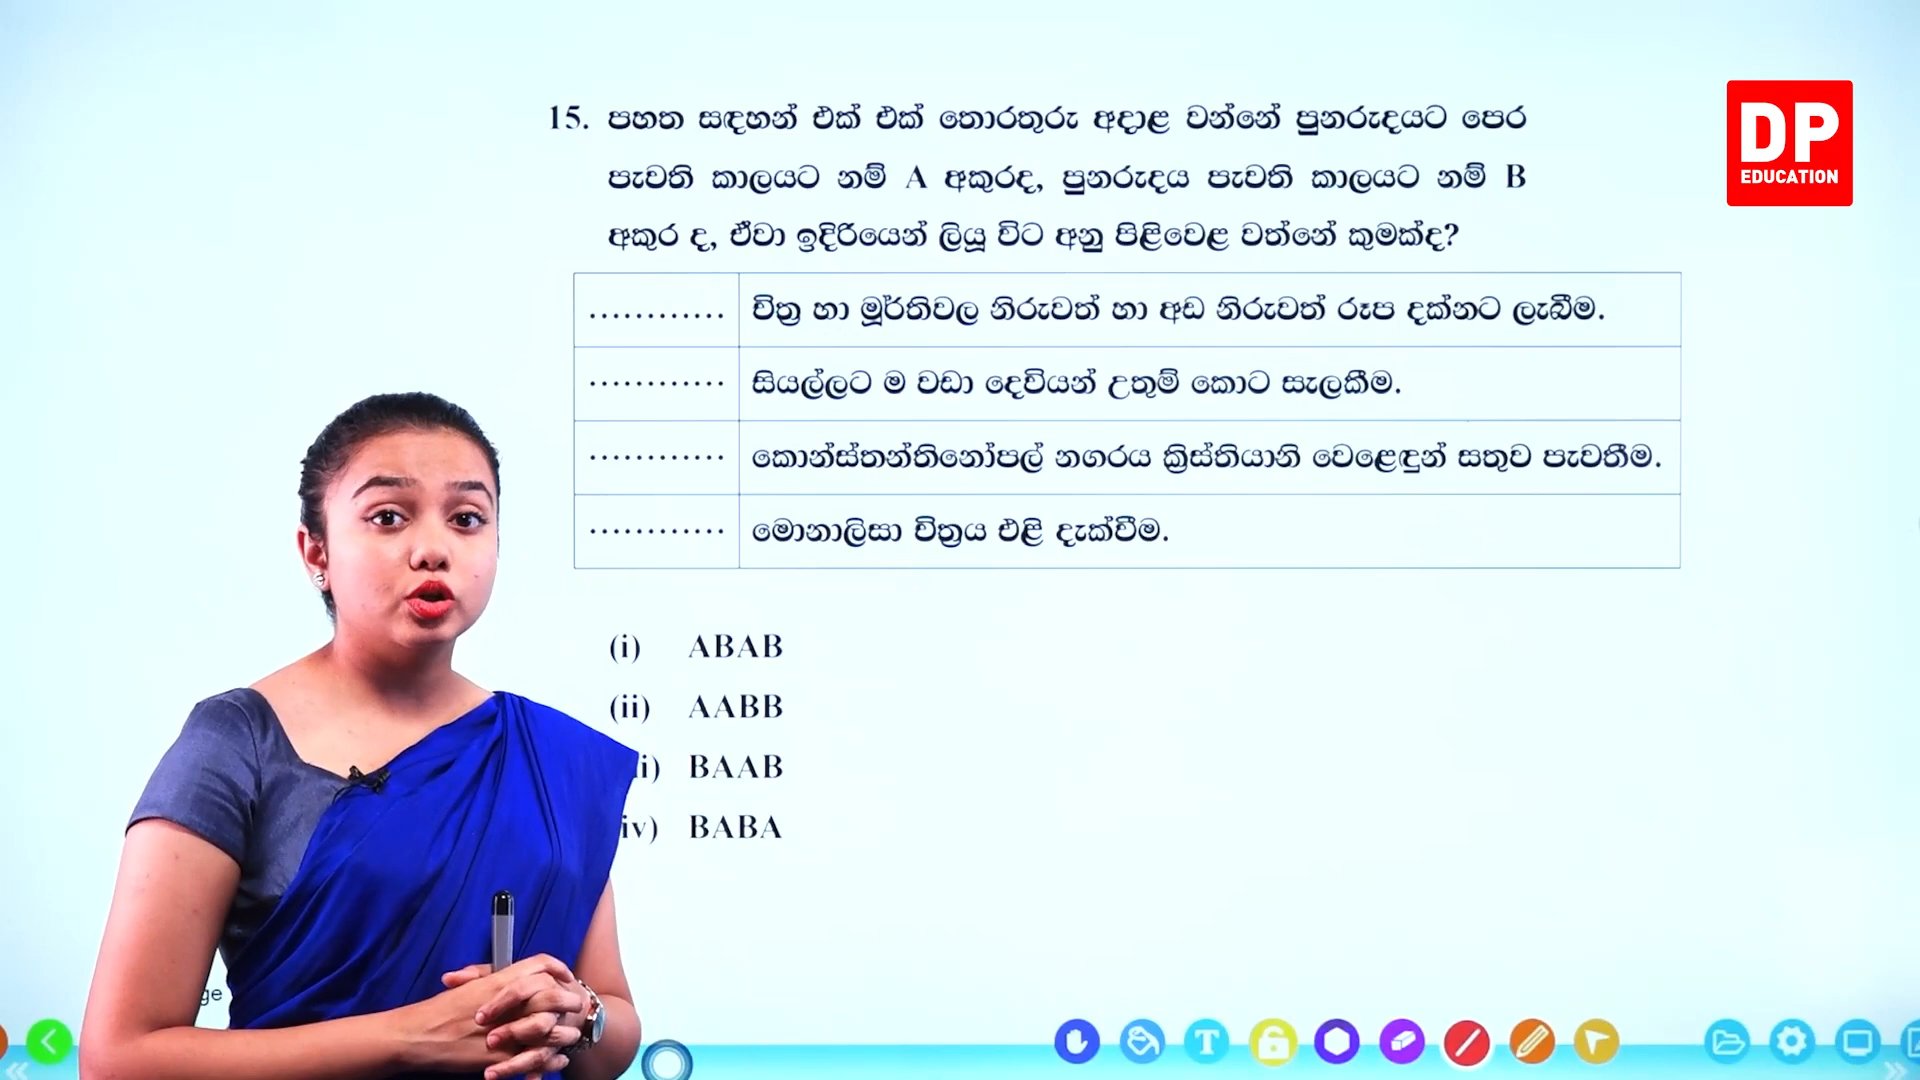 DP
EDUCATION
15. පහත සඳහන් එක් එක් තොරතුරු අදාළ වන්නේ පුනරුදයට පෙර
පැවති කාලයට නම් A අකුරද, පුනරුදය පැවති කාලයට නම් B
අකුර ද, ඒවා ඉදිරියෙන් ලියූ විට අනු පිළිවෙළ වන්නේ කුමක්ද?
............ චිත්‍ර හා මූර්තිවල නිරුවත් හා අඩ නිරුවත් රූප දක්නට ලැබීම.
............ සියල්ලට ම වඩා දෙවියන් උතුම් කොට සැලකීම.
............ කොන්ස්තන්තිනෝපල් නගරය ක්‍රිස්තියානි වෙළෙඳුන් සතුව පැවතීම.
............ මොනාලිසා චිත්‍රය එළි දැක්වීම.
(i) ABAB
(ii) AABB
i) BAAB
iv) BABA
ge
T